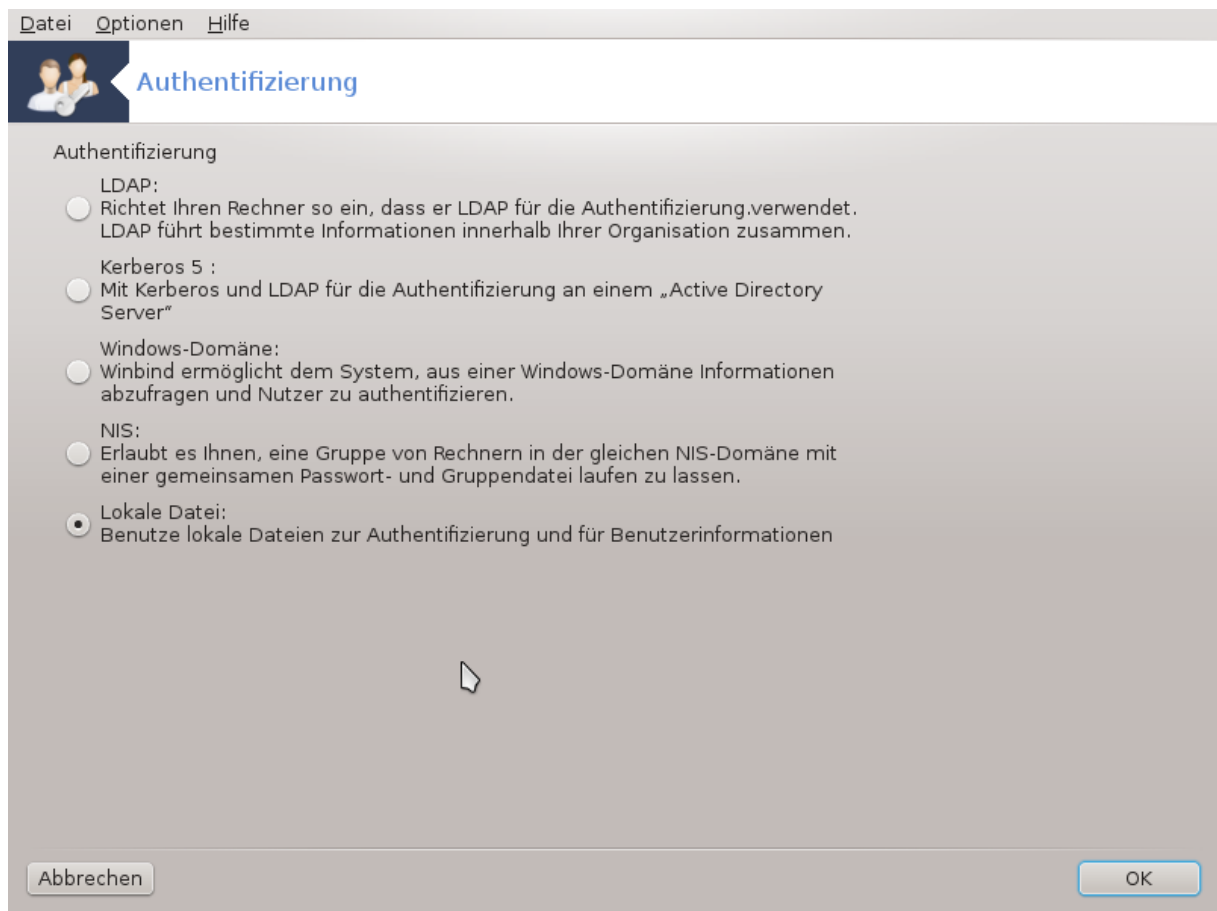 Datei Optionen Hilfe
Authentifizierung
Authentifizierung
LDAP:
Richtet Ihren Rechner so ein, dass er LDAP für die Authentifizierung.verwendet.
LDAP führt bestimmte Informationen innerhalb Ihrer Organisation zusammen.
Kerberos 5 :
Mit Kerberos und LDAP für die Authentifizierung an einem „Active Directory
Server“
Windows-Domäne:
Winbind ermöglicht dem System, aus einer Windows-Domäne Informationen
abzufragen und Nutzer zu authentifizieren.
NIS:
Erlaubt es Ihnen, eine Gruppe von Rechnern in der gleichen NIS-Domäne mit
einer gemeinsamen Passwort- und Gruppendatei laufen zu lassen.
Lokale Datei:
Benutze lokale Dateien zur Authentifizierung und für Benutzerinformationen
Abbrechen OK